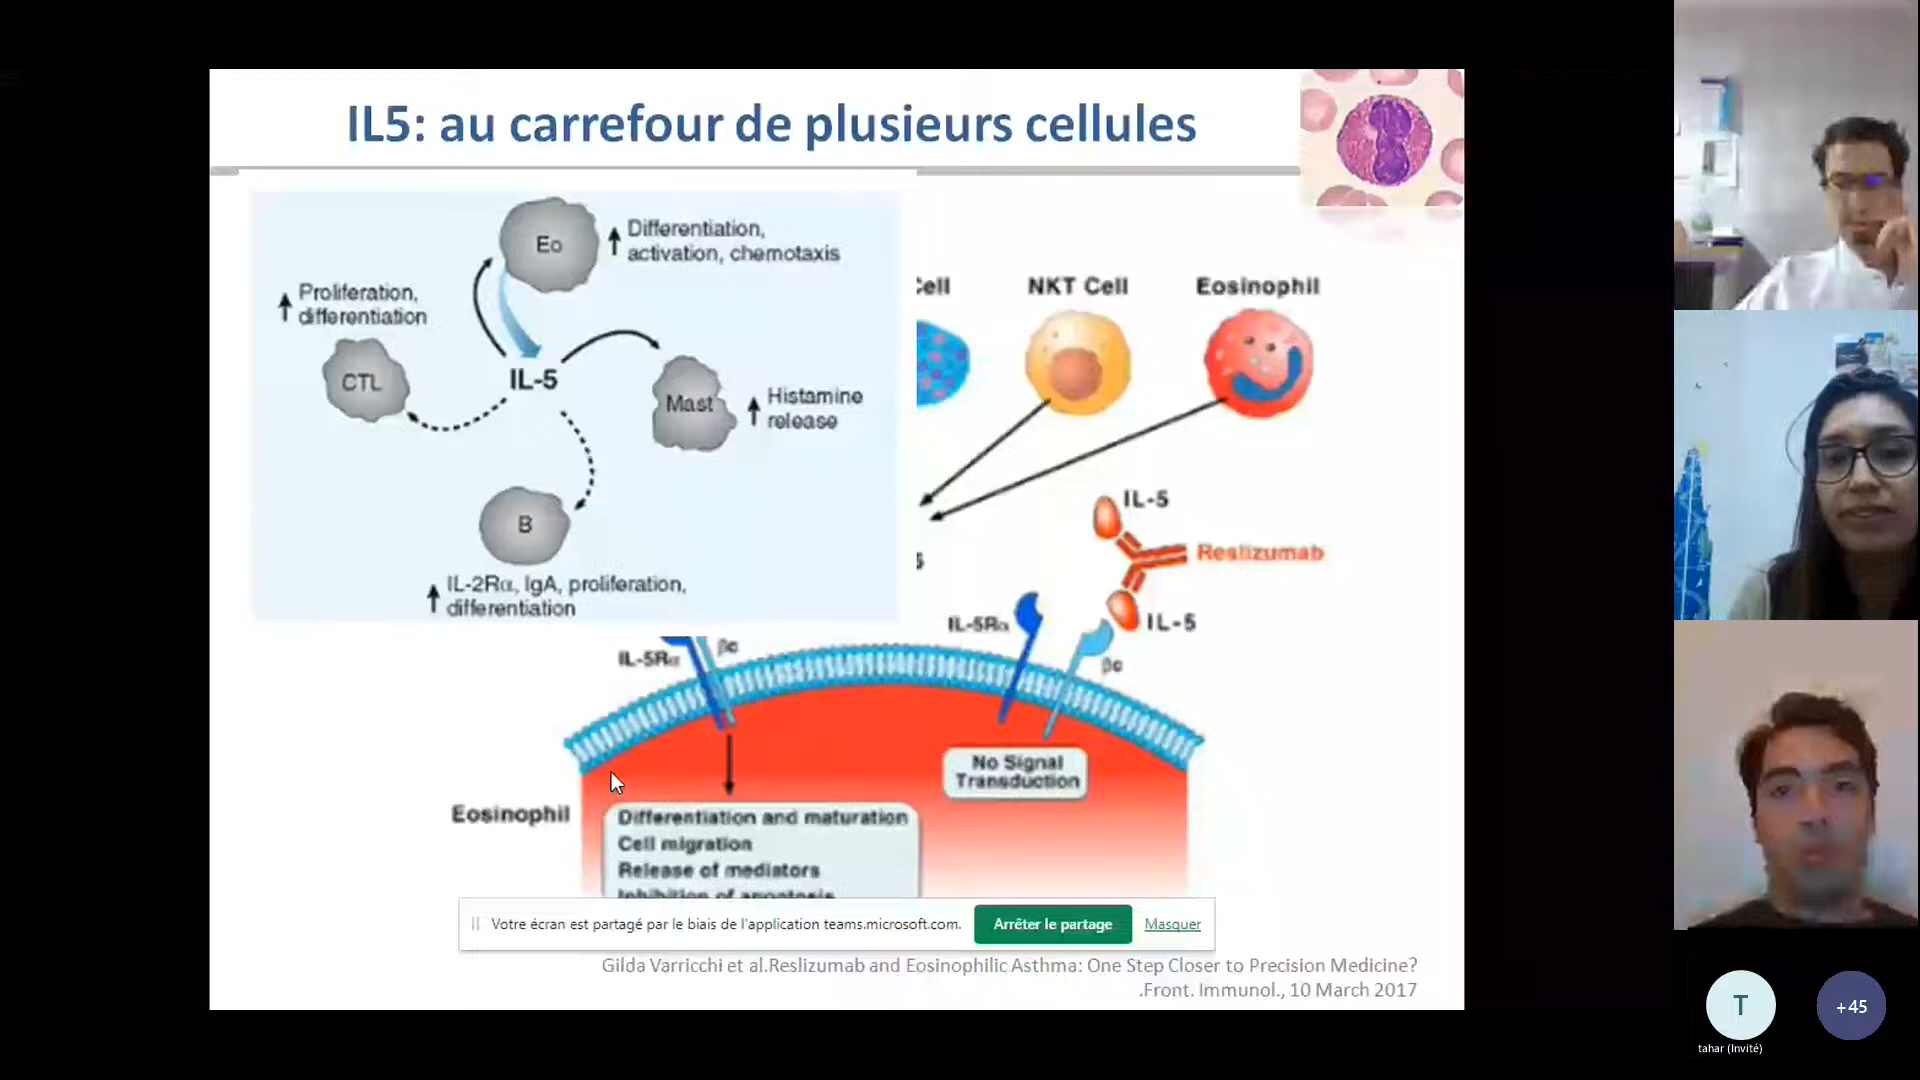 IL5: au carrefour de plusieurs cellules
Eo
Differentiation,
activation, chemotaxis
Proliferation,
differentiation
CTL
IL-5
Mast
Histamine
release
B
IL-2Rα, IgA, proliferation,
differentiation
Cell
NKT Cell
Eosinophil
IL-5
Reslizumab
IL-5
IL-5Rα
βc
IL-5Rα
βc
No Signal
Transduction
Eosinophil
Differentiation and maturation
Cell migration
Release of mediators
Inhibition of apoptosis
Votre écran est partagé par le biais de l'application teams.microsoft.com.
Arrêter le partage
Masquer
Gilda Varricchi et al.Reslizumab and Eosinophilic Asthma: One Step Closer to Precision Medicine?
.Front. Immunol., 10 March 2017
T
+45
tahar (Invité)